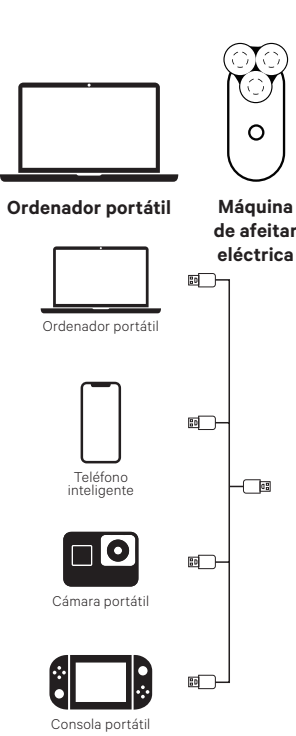 Ordenador portátil
Máquina
de afeitar
eléctrica
Ordenador portátil
Teléfono
inteligente
Cámara portátil
Consola portátil